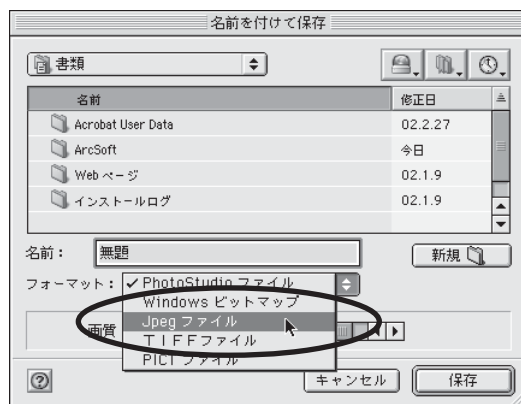 名前を付けて保存
書類
名前 修正日
Acrobat User Data 02.2.27
ArcSoft 今日
Web ページ 02.1.9
インストールログ 02.1.9
名前： 無題
新規
フォーマット： ✓ PhotoStudio ファイル
Windows ビットマップ
Jpeg ファイル
画質
ＴＩＦＦファイル
PICT ファイル
? キャンセル 保存